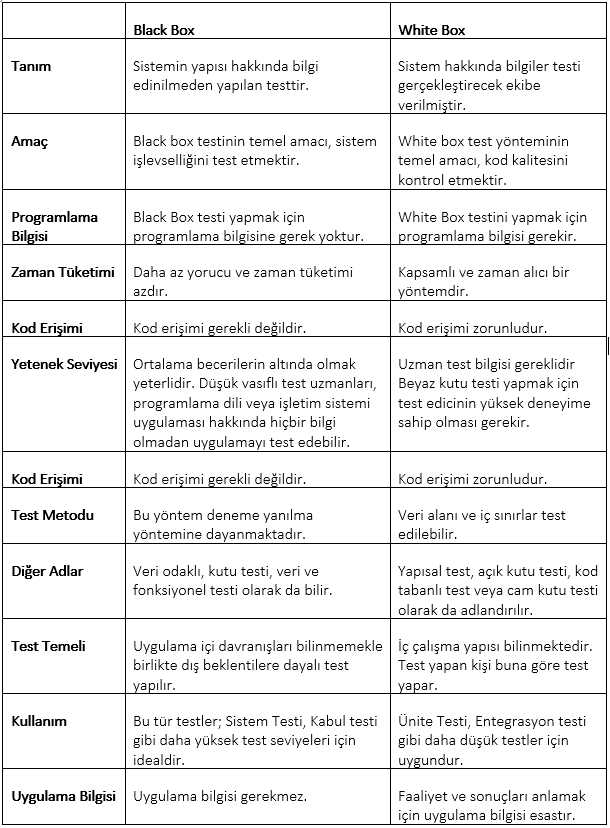 Black Box
White Box
Tanım
Sistemin yapısı hakkında bilgi
edinilmeden yapılan testtir.
Sistem hakkında bilgiler testi
gerçekleştirecek ekibe
verilmiştir.
Amaç
Black box testinin temel amacı, sistem
işlevselliğini test etmektir.
White box test yönteminin
temel amacı, kod kalitesini
kontrol etmektir.
Programlama
Bilgisi
Black Box testi yapmak için
programlama bilgisine gerek yoktur.
White Box testini yapmak için
programlama bilgisi gerekir.
Zaman Tüketimi
Daha az yorucu ve zaman tüketimi
azdır.
Kapsamlı ve zaman alıcı bir
yöntemdir.
Kod Erişimi
Kod erişimi gerekli değildir.
Kod erişimi zorunludur.
Yetenek Seviyesi
Ortalama becerilerin altında olmak
yeterlidir. Düşük vasıflı test uzmanları,
programlama dili veya işletim sistemi
uygulaması hakkında hiçbir bilgi
olmadan uygulamayı test edebilir.
Uzman test bilgisi gereklidir
Beyaz kutu testi yapmak için
test edicinin yüksek deneyime
sahip olması gerekir.
Kod Erişimi
Kod erişimi gerekli değildir.
Kod erişimi zorunludur.
Test Metodu
Bu yöntem deneme yanılma
yöntemine dayanmaktadır.
Veri alanı ve iç sınırlar test
edilebilir.
Diğer Adlar
Veri odaklı, kutu testi, veri ve
fonksiyonel testi olarak da bilir.
Yapısal test, açık kutu testi, kod
tabanlı test veya cam kutu testi
olarak da adlandırılır.
Test Temeli
Uygulama içi davranışları bilinmemekle
birlikte dış beklentilere dayalı test
yapılır.
İç çalışma yapısı bilinmektedir.
Test yapan kişi buna göre test
yapar.
Kullanım
Bu tür testler; Sistem Testi, Kabul testi
gibi daha yüksek test seviyeleri için
idealdir.
Ünite Testi, Entegrasyon testi
gibi daha düşük testler için
uygundur.
Uygulama Bilgisi
Uygulama bilgisi gerekmez.
Faaliyet ve sonuçları anlamak
için uygulama bilgisi esastır.